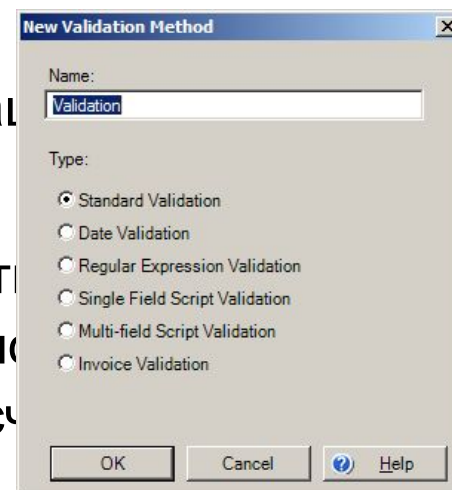 New Validation Method
Name:
Validation
Type:
Standard Validation
Date Validation
Regular Expression Validation
Single Field Script Validation
Multi-field Script Validation
Invoice Validation
OK Cancel Help